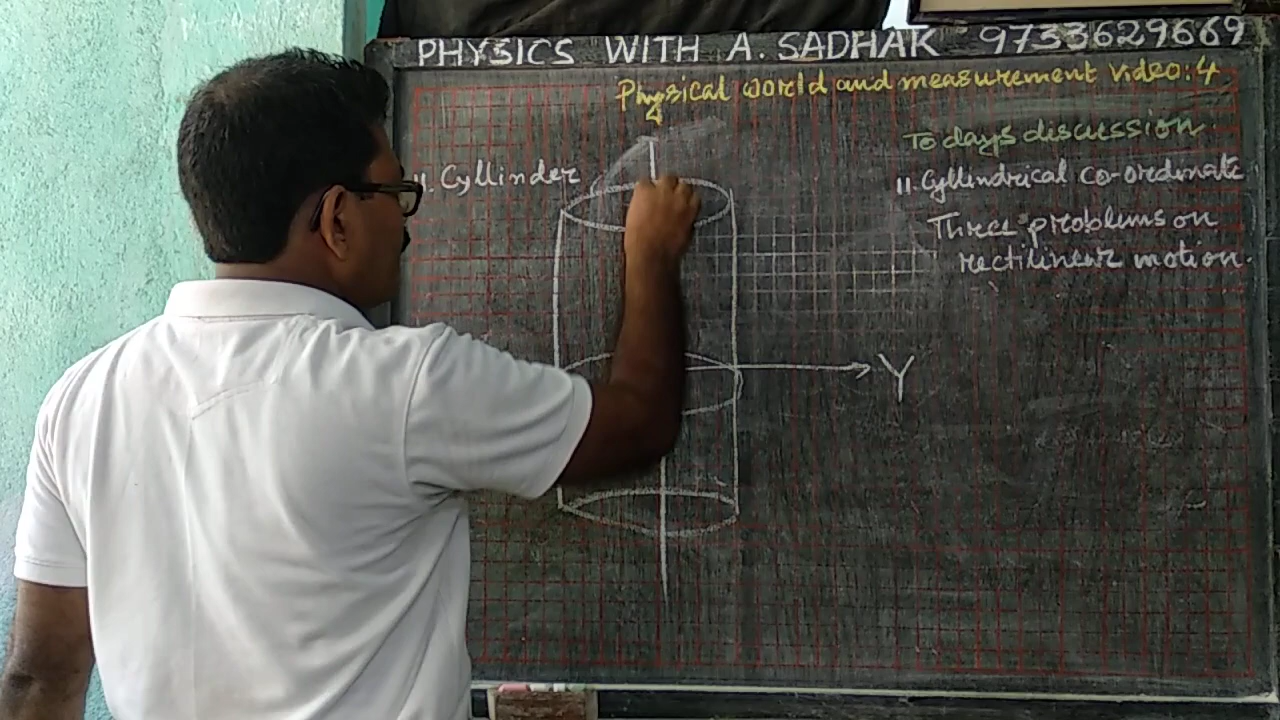 PHYSICS WITH A. SADHAK 9733629669
Physical world and measurement video: 4
To days discussion
11. Cyllinder
11. Cyllindrical co-ordinate
Three problems on
rectilinear motion.
Y